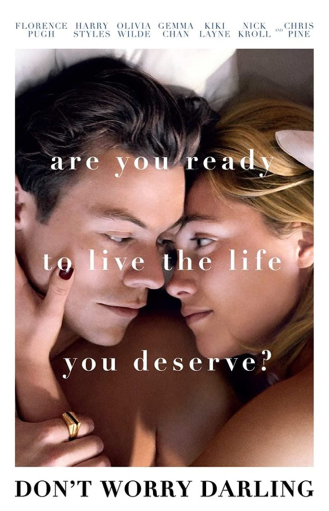 FLORENCE PUGH HARRY STYLES OLIVIA WILDE GEMMA CHAN KIKI LAYNE NICK KROLL AND CHRIS PINE
are you ready
to live the life
you deserve?
DON'T WORRY DARLING